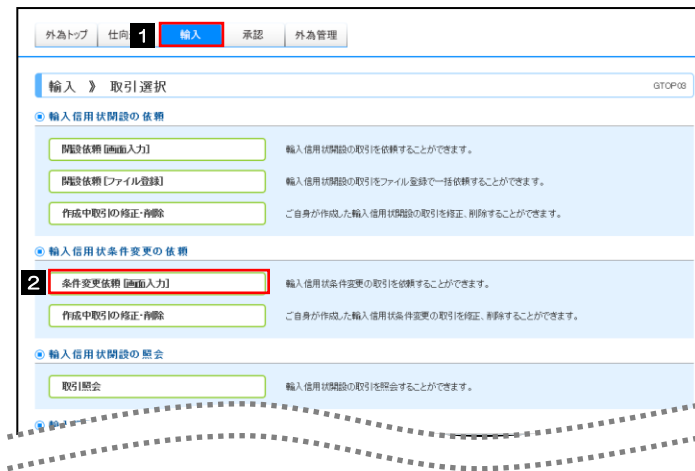 外為トップ 仕向 1 輸入 承認 外為管理
輸入 》 取引選択 GTOP03
輸入信用状開設の依頼
開設依頼[画面入力] 輸入信用状開設の取引を依頼することができます。
開設依頼[ファイル登録] 輸入信用状開設の取引をファイル登録で一括依頼することができます。
作成中取引の修正・削除 ご自身が作成した輸入信用状開設の取引を修正、削除することができます。
輸入信用状条件変更の依頼
2 条件変更依頼[画面入力] 輸入信用状条件変更の取引を依頼することができます。
作成中取引の修正・削除 ご自身が作成した輸入信用状条件変更の取引を修正、削除することができます。
輸入信用状開設の照会
取引照会 輸入信用状開設の取引を照会することができます。